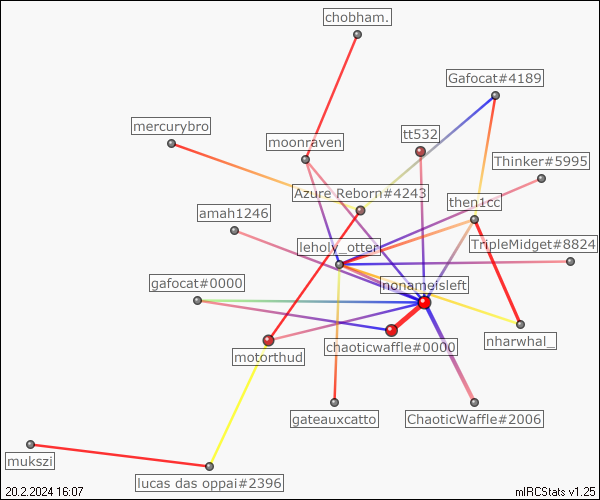 chobham.
Gafocat#4189
mercurybro
tt532
moonraven
Thinker#5995
Azure Reborn#4243
then1cc
amah1246
leholy_otter
TripleMidget#8824
gafocat#0000
nonameisleft
nharwhal_
chaoticwaffle#0000
motorthud
gateauxcatto
ChaoticWaffle#2006
mukszi
lucas das oppai#2396
20.2.2024 16:07
mIRCStats v1.25